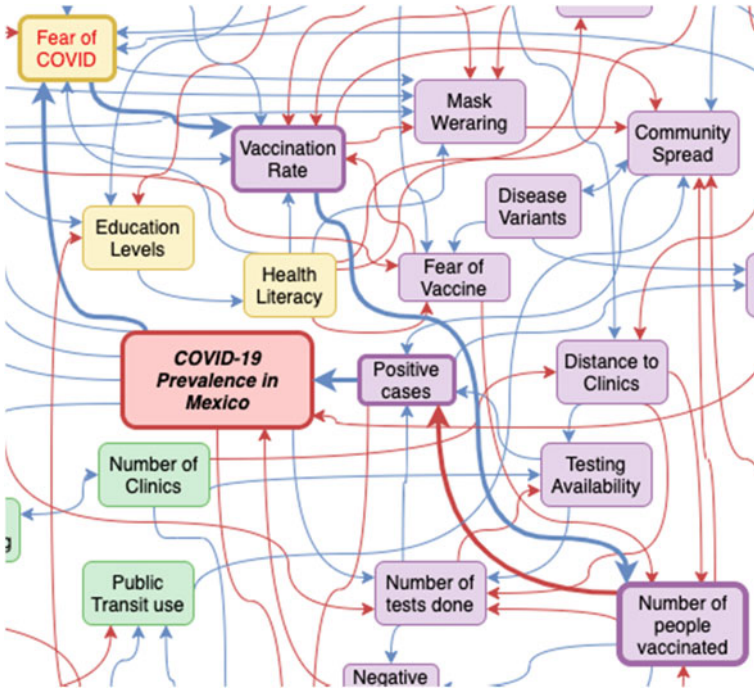 Fear of
COVID
Mask
Weraring
Vaccination
Rate
Community
Spread
Disease
Variants
Education
Levels
Health
Literacy
Fear of
Vaccine
COVID-19
Prevalence in
Mexico
Positive
cases
Distance to
Clinics
Number of
Clinics
Testing
Availability
g
Public
Transit use
Number of
tests done
Number of
people
vaccinated
Negative